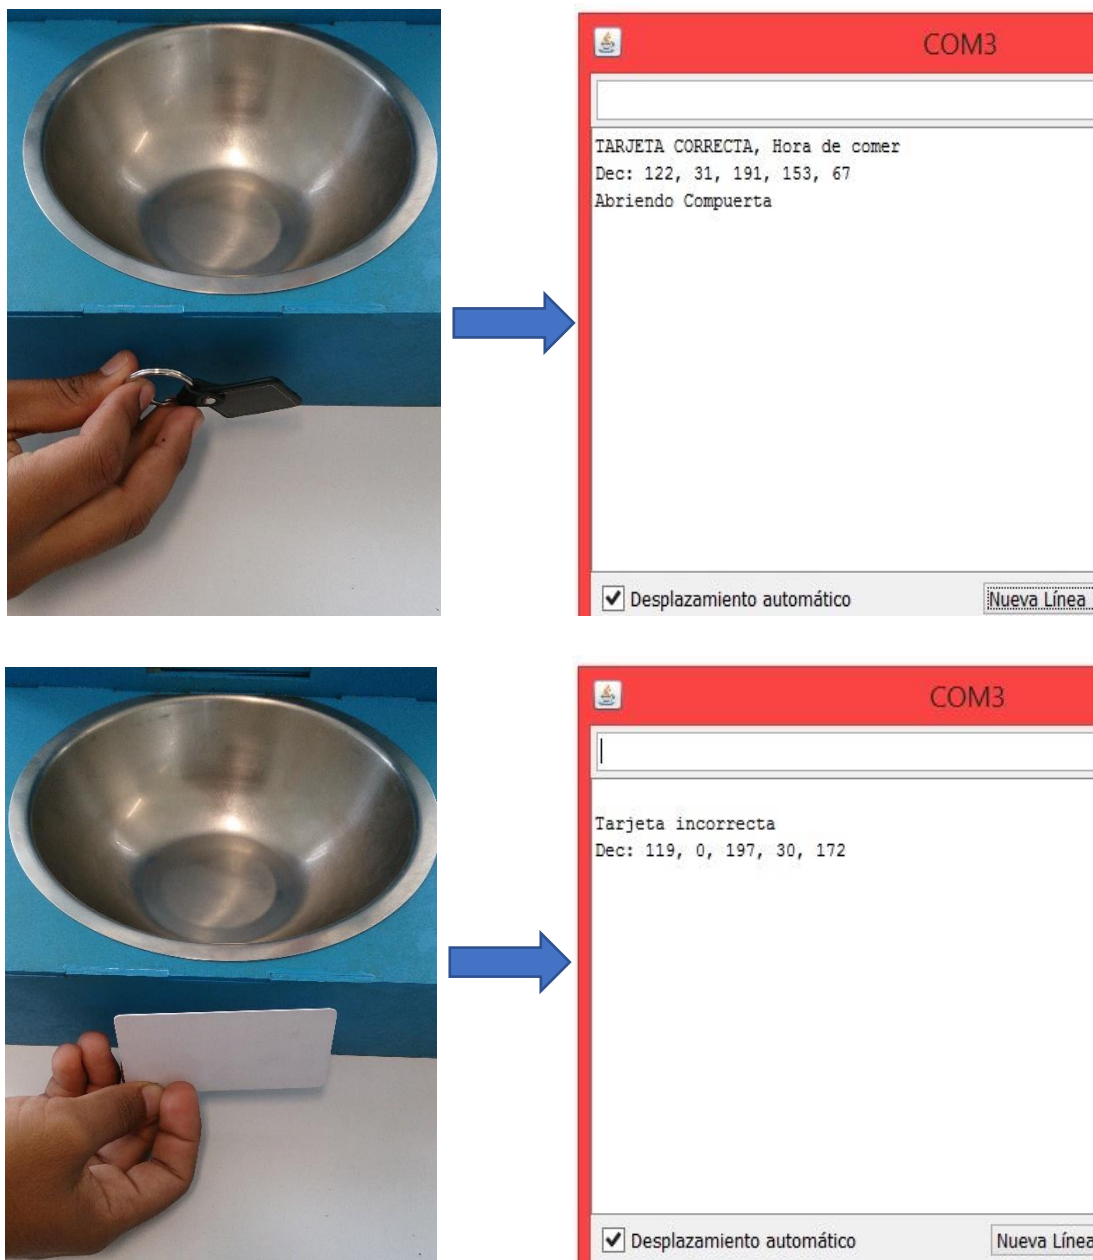 COM3
TARJETA CORRECTA, Hora de comer
Dec: 122, 31, 191, 153, 67
Abriendo Compuerta
Desplazamiento automático
Nueva Línea
COM3
Tarjeta incorrecta
Dec: 119, 0, 197, 30, 172
Desplazamiento automático
Nueva Línea